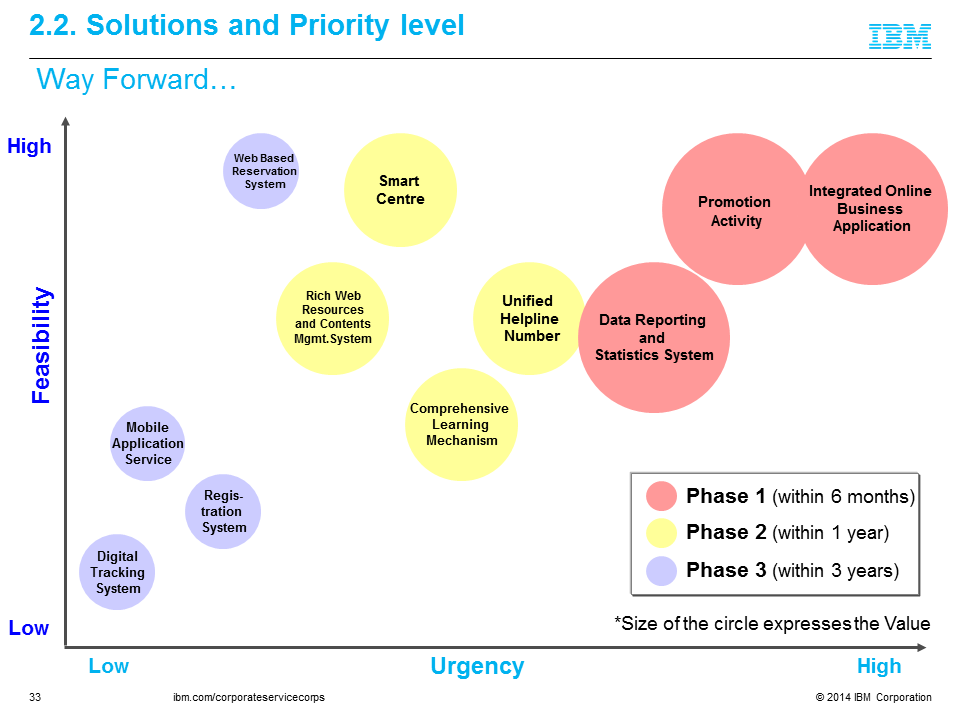 2.2. Solutions and Priority level
IBM
Way Forward…
High
Feasibility
Low
Web Based
Reservation
System
Smart
Centre
Promotion
Activity
Integrated Online
Business
Application
Rich Web
Resources
and Contents
Mgmt.System
Unified
Helpline
Number
Data Reporting
and
Statistics System
Comprehensive
Learning
Mechanism
Mobile
Application
Service
Regis-
tration
System
Digital
Tracking
System
Phase 1 (within 6 months)
Phase 2 (within 1 year)
Phase 3 (within 3 years)
*Size of the circle expresses the Value
Low
Urgency
High
33
ibm.com/corporateservicecorps
© 2014 IBM Corporation